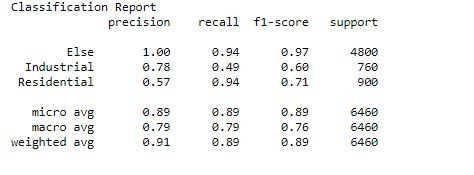 Classification Report
precision recall f1-score support
Else 1.00 0.94 0.97 4800
Industrial 0.78 0.49 0.60 760
Residential 0.57 0.94 0.71 900
micro avg 0.89 0.89 0.89 6460
macro avg 0.79 0.79 0.76 6460
weighted avg 0.91 0.89 0.89 6460